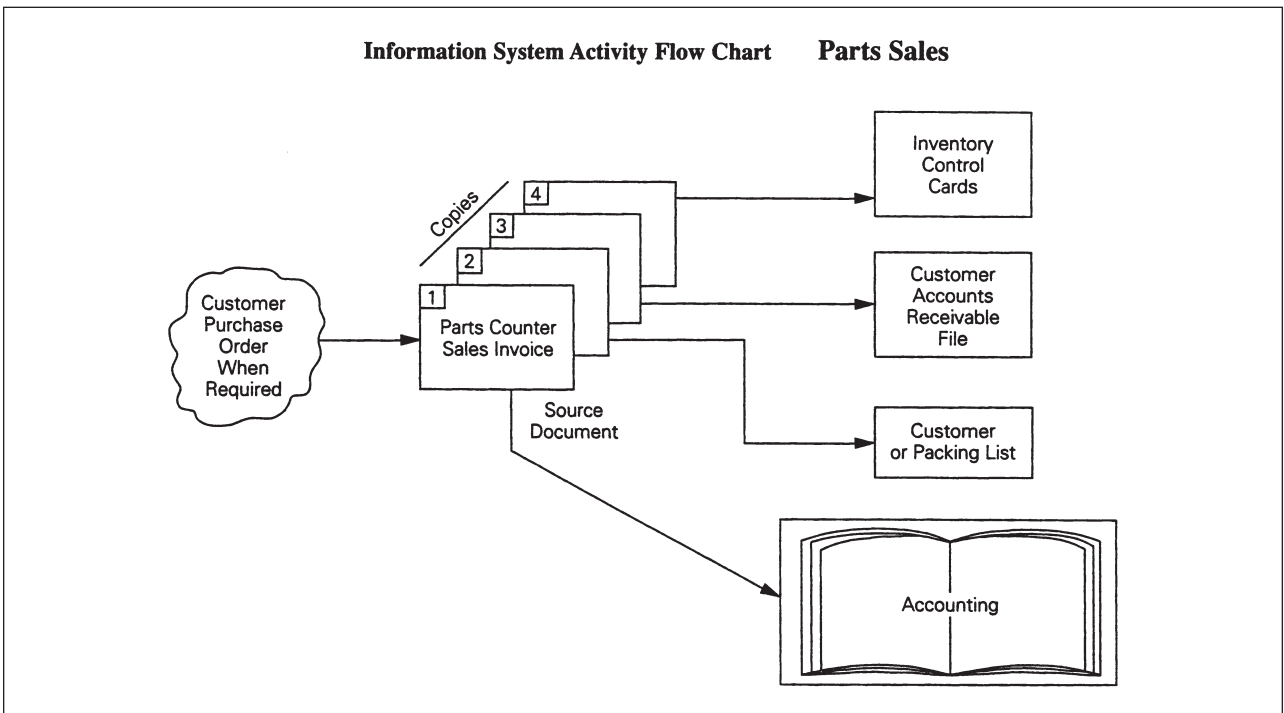 Information System Activity Flow Chart Parts Sales
Copies
4
3
2
1
Customer
Purchase
Order
When
Required
Parts Counter
Sales Invoice
Source
Document
Inventory
Control
Cards
Customer
Accounts
Receivable
File
Customer
or Packing List
Accounting